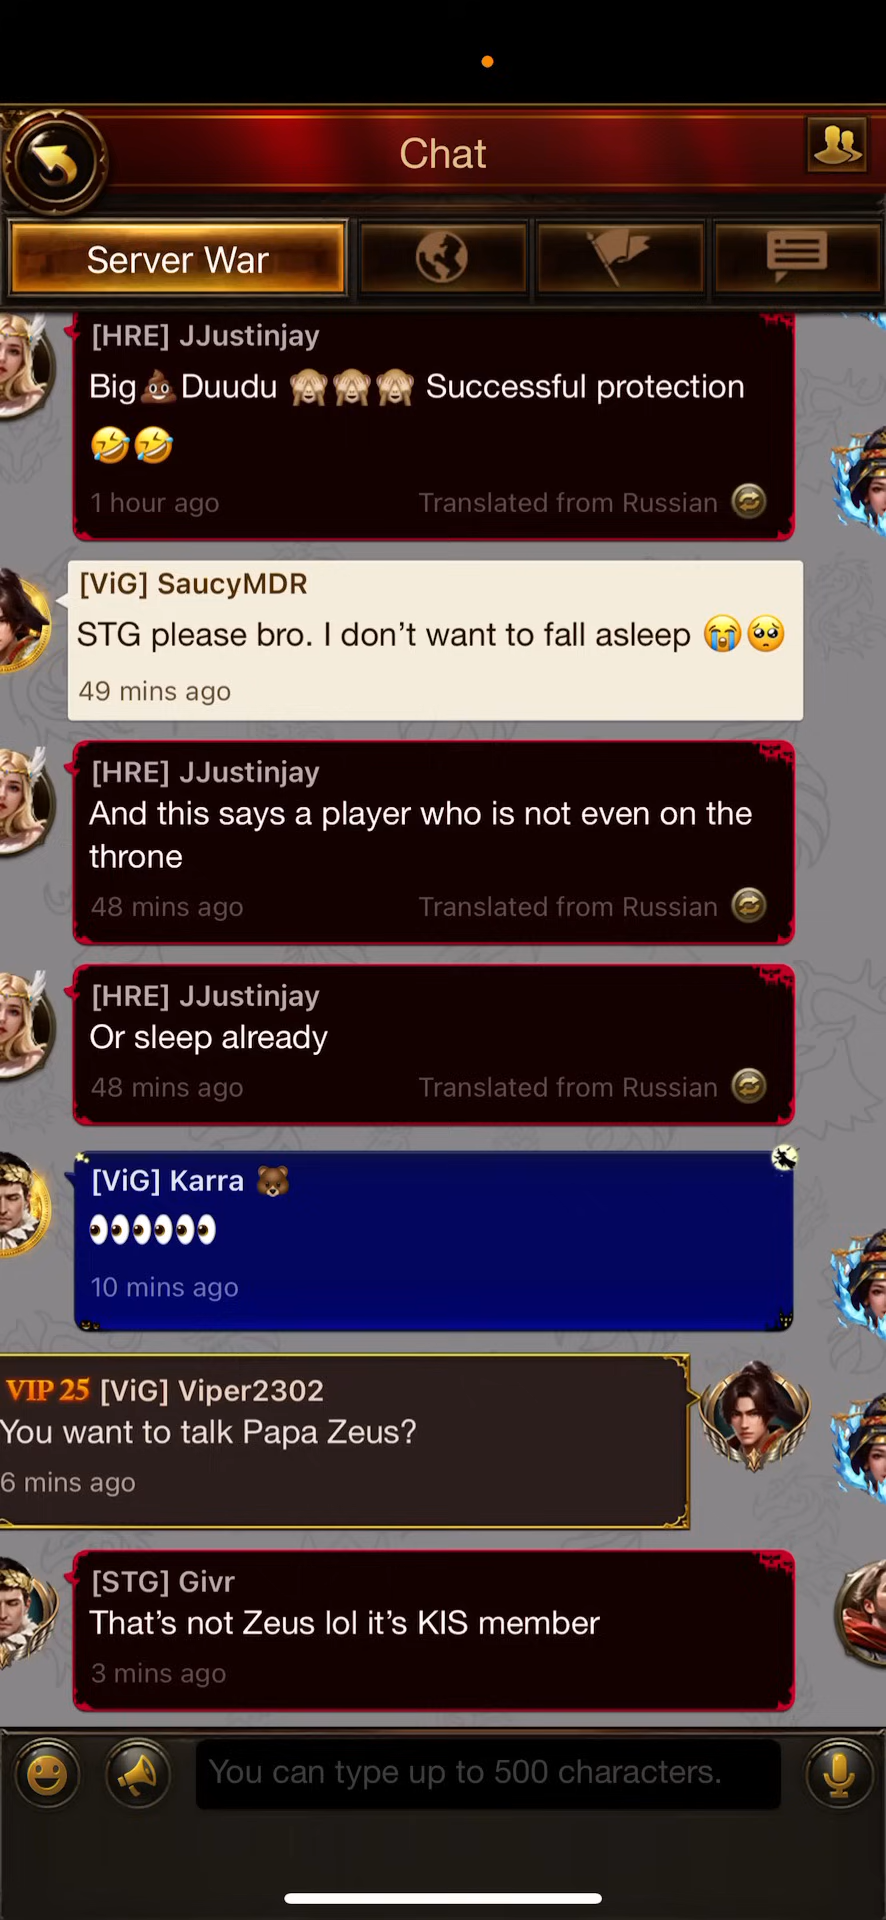 Chat
Server War
[HRE] JJustinjay
Big💩Duudu 🙈🙈🙈 Successful protection
🤣🤣
1 hour ago Translated from Russian
[ViG] SaucyMDR
STG please bro. I don’t want to fall asleep 😭🥺
49 mins ago
[HRE] JJustinjay
And this says a player who is not even on the
throne
48 mins ago Translated from Russian
[HRE] JJustinjay
Or sleep already
48 mins ago Translated from Russian
[ViG] Karra 🐻
👀👀👀
10 mins ago
VIP 25 [ViG] Viper2302
You want to talk Papa Zeus?
6 mins ago
[STG] Givr
That’s not Zeus lol it’s KIS member
3 mins ago
You can type up to 500 characters.